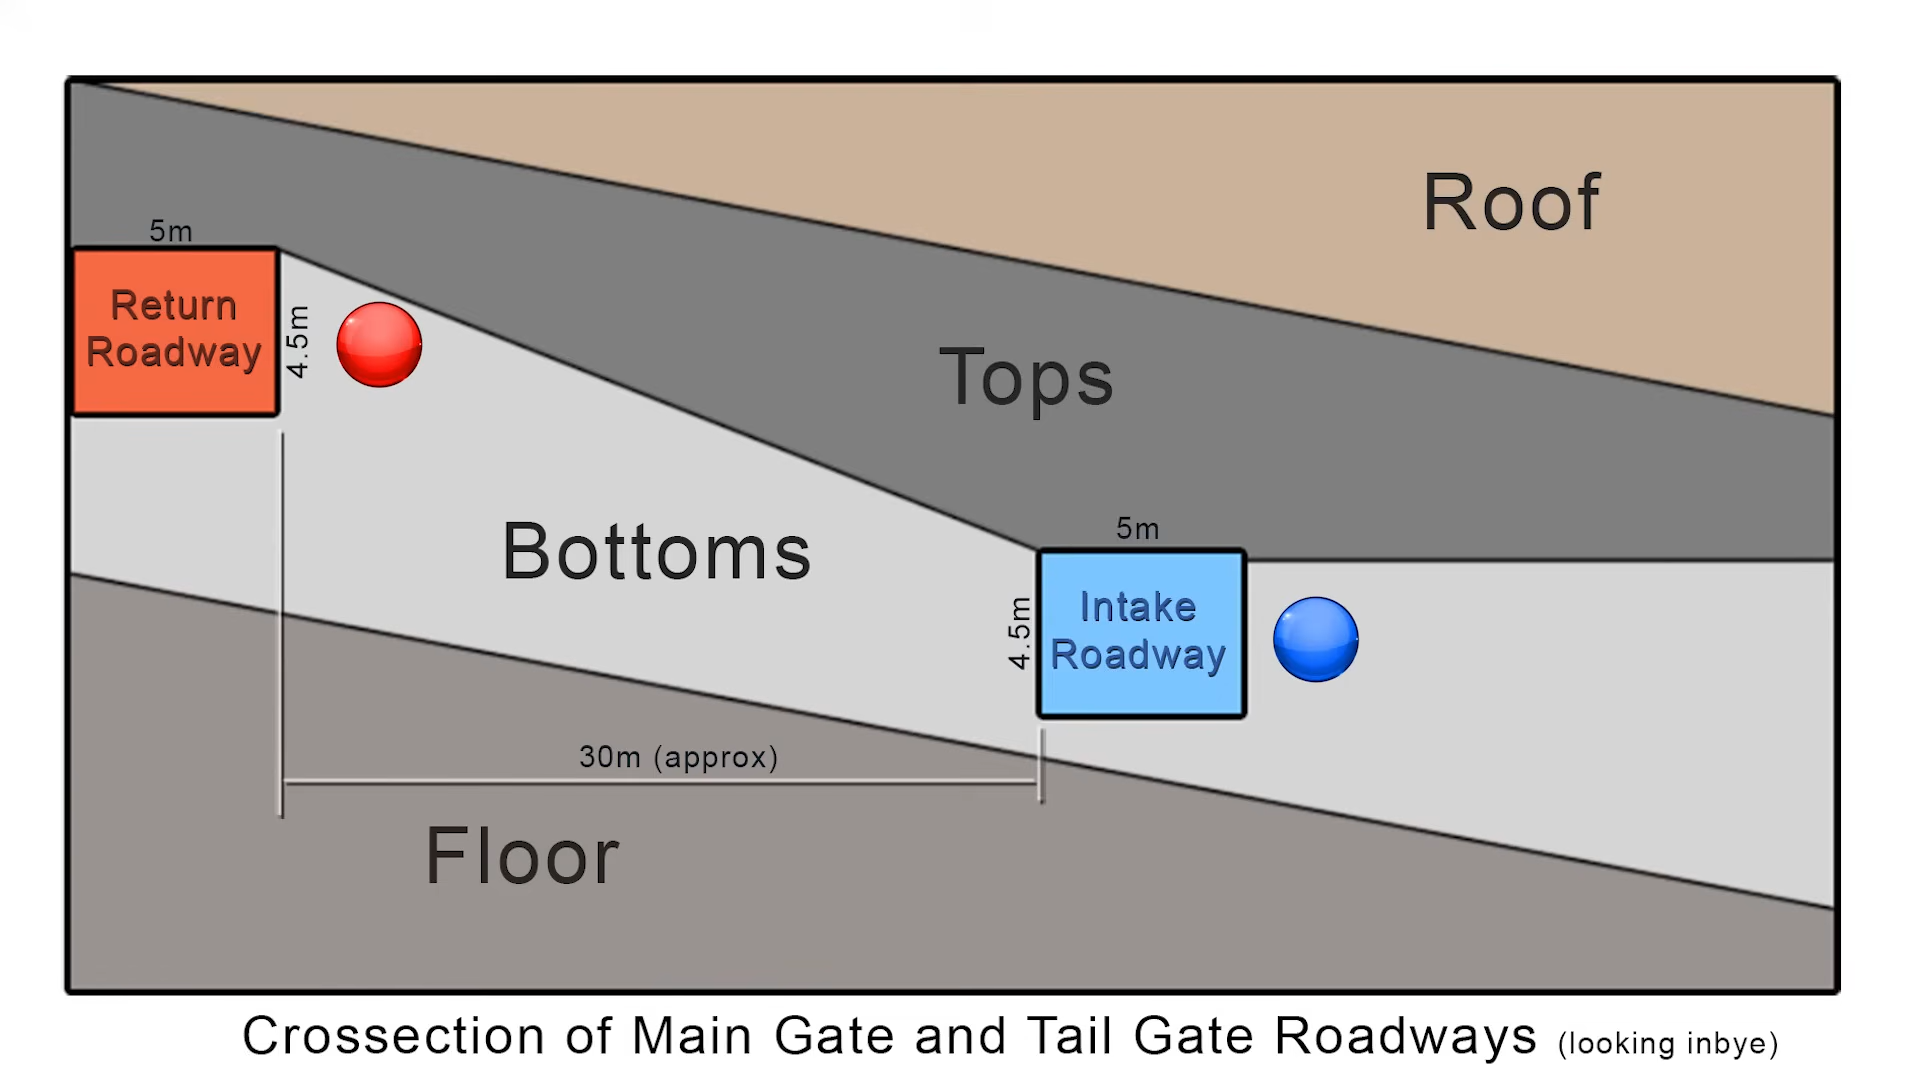 Roof
5m
Return
Roadway
4.5m
Tops
Bottoms
5m
Intake
Roadway
4.5m
30m (approx)
Floor
Crossection of Main Gate and Tail Gate Roadways (looking inbye)